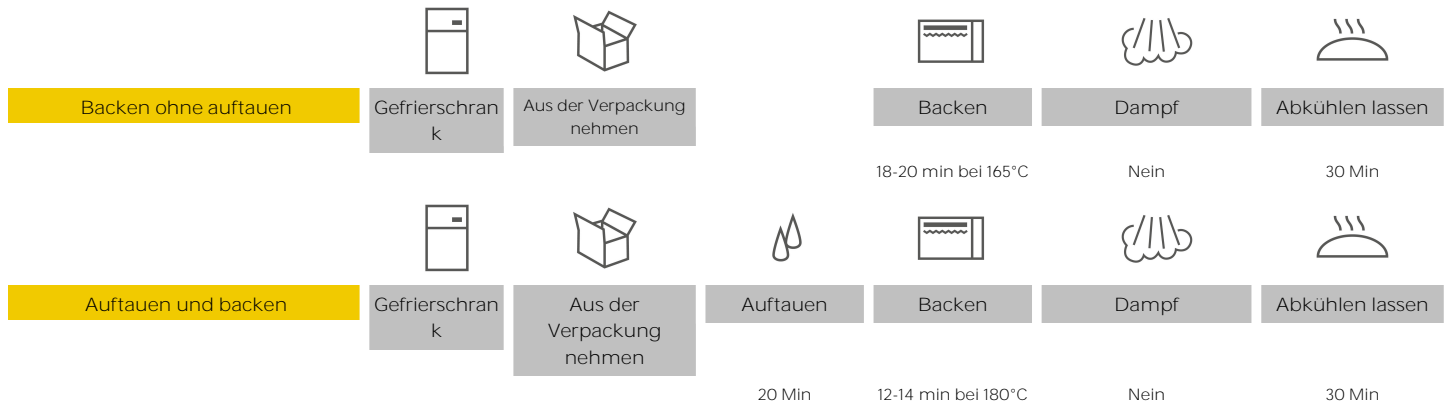 Backen ohne auftauen
Gefrierschran
k
Aus der Verpackung
nehmen
Backen
Dampf
Abkühlen lassen
18-20 min bei 165°C
Nein
30 Min
Auftauen und backen
Gefrierschran
k
Aus der
Verpackung
nehmen
Auftauen
Backen
Dampf
Abkühlen lassen
20 Min
12-14 min bei 180°C
Nein
30 Min